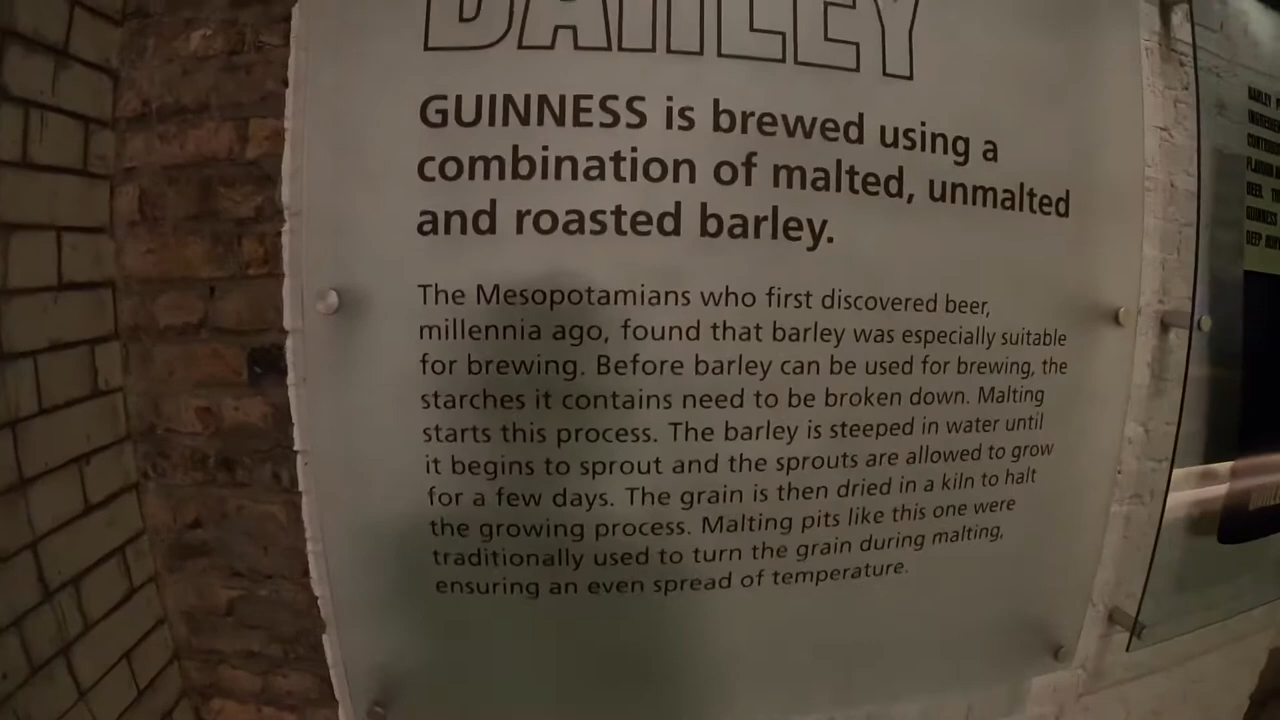 BARLEY
GUINNESS is brewed using a
combination of malted, unmalted
and roasted barley.
The Mesopotamians who first discovered beer,
millennia ago, found that barley was especially suitable
for brewing. Before barley can be used for brewing, the
starches it contains need to be broken down. Malting
starts this process. The barley is steeped in water until
it begins to sprout and the sprouts are allowed to grow
for a few days. The grain is then dried in a kiln to halt
the growing process. Malting pits like this one were
traditionally used to turn the grain during malting,
ensuring an even spread of temperature.
BARLEY
BEER
GUINNESS
DEEP